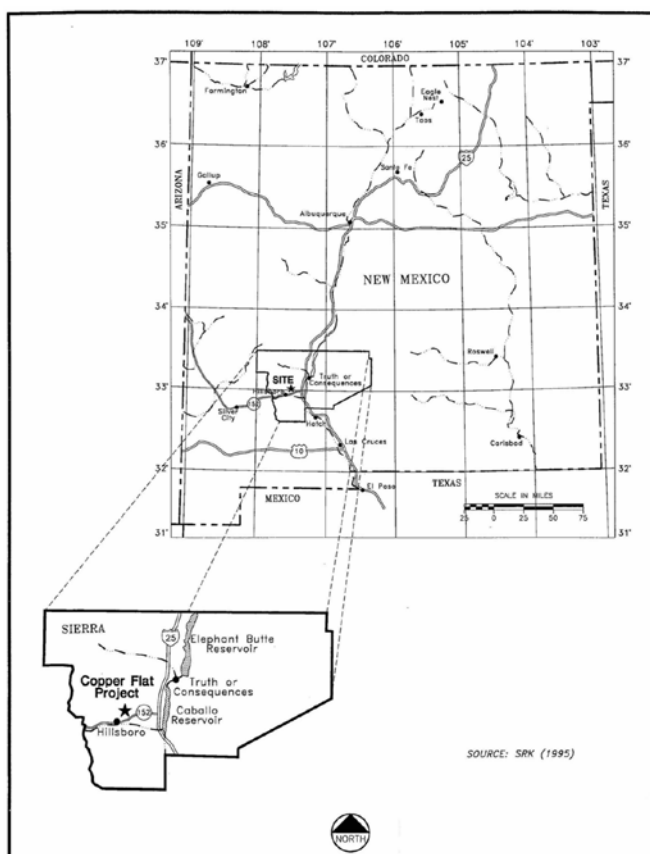 109' 108' 107' 106' 105' 104' 103'
COLORADO
37' 37'
Farmington
Eagle
Nest
Taos
36' 36'
25
Santa Fe
Gallup
ARIZONA
TEXAS
Albuquerque
35' 35'
NEW MEXICO
34' 34'
Roswell
SITE
Truth or
Consequences
33' 33'
Hillsboro
Silver
City
152
Hatch
Las Cruces
Carlsbad
10
32' 32'
MEXICO
TEXAS
El Paso
SCALE IN MILES
25 0 25 50 75
31' 31'
SIERRA
25
Elephant Butte
Reservoir
Copper Flat
Project
Truth or
Consequences
152
Caballo
Reservoir
Hillsboro
SOURCE: SRK (1995)
NORTH